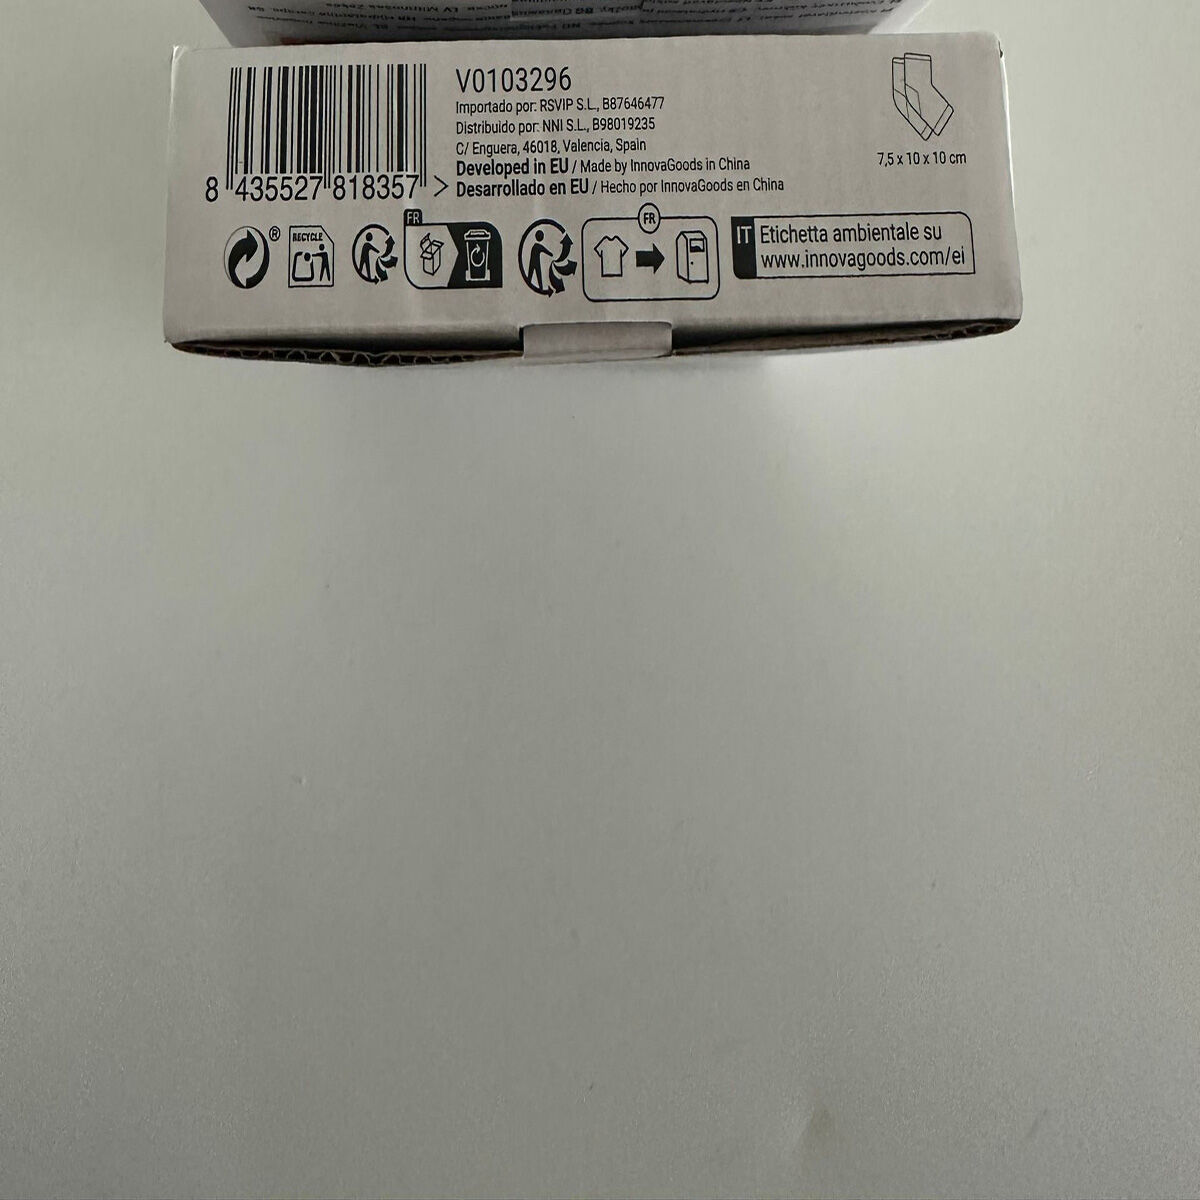 V0103296
Importado por: RSVIP S.L., B87646477
Distribuido por: NNI S.L., B98019235
C/ Enguera, 46018, Valencia, Spain
Developed in EU / Made by InnovaGoods in China
Desarrollado en EU / Hecho por InnovaGoods en China
8 435527 818357 >
7,5 x 10 x 10 cm
®
RECYCLE
FR
FR
IT Etichetta ambientale su
www.innovagoods.com/ei